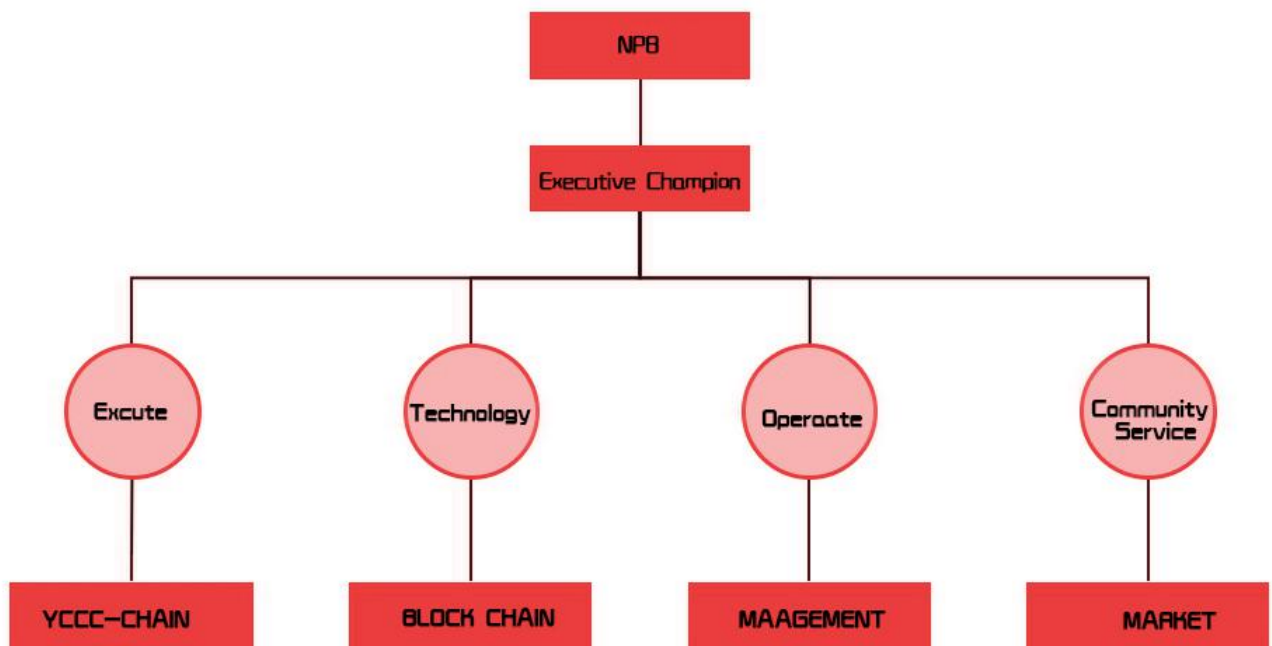 NPB
Executive Champion
Excute
Technology
Operaate
Community
Service
YCCC-CHAIN
BLOCK CHAIN
MAAGEMENT
MARKET